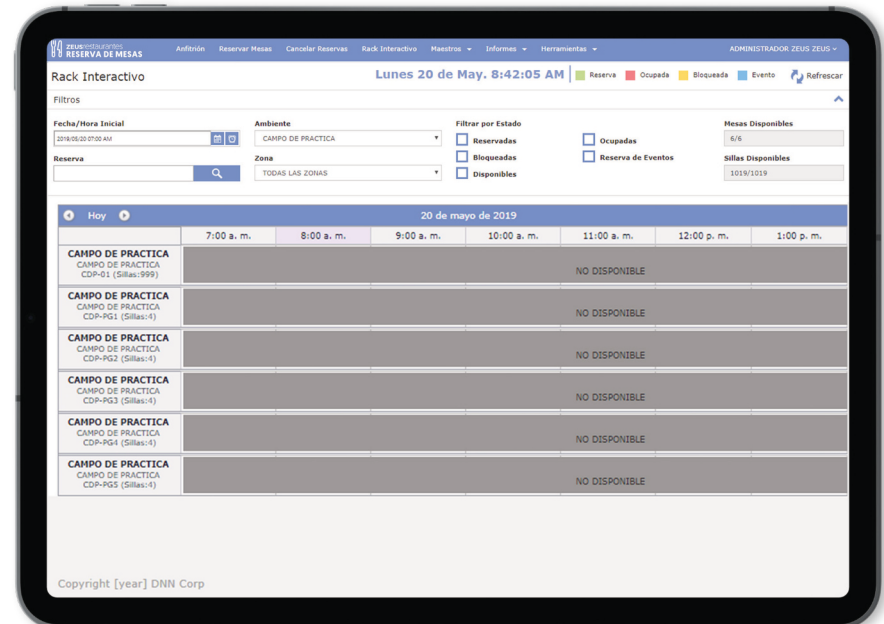 ZEUSrestaurantes
RESERVA DE MESAS
Anfitrión Reservar Mesas Cancelar Reservas Rack Interactivo Maestros Informes Herramientas ADMINISTRADOR ZEUS ZEUS
Rack Interactivo
Lunes 20 de May. 8:42:05 AM
Reserva Ocupada Bloqueada Evento Refrescar
Filtros
Fecha/Hora Inicial Ambiente Filtrar por Estado Mesas Disponibles
2019/05/20 07:00 AM CAMPO DE PRACTICA Reservadas Ocupadas 6/6
Reserva Zona Bloqueadas Reserva de Eventos Sillas Disponibles
TODAS LAS ZONAS Disponibles 1019/1019
Hoy 20 de mayo de 2019
7:00 a. m. 8:00 a. m. 9:00 a. m. 10:00 a. m. 11:00 a. m. 12:00 p. m. 1:00 p. m.
CAMPO DE PRACTICA
CAMPO DE PRACTICA
CDP-01 (Sillas:999)
NO DISPONIBLE
CAMPO DE PRACTICA
CAMPO DE PRACTICA
CDP-PG1 (Sillas:4)
NO DISPONIBLE
CAMPO DE PRACTICA
CAMPO DE PRACTICA
CDP-PG2 (Sillas:4)
NO DISPONIBLE
CAMPO DE PRACTICA
CAMPO DE PRACTICA
CDP-PG3 (Sillas:4)
NO DISPONIBLE
CAMPO DE PRACTICA
CAMPO DE PRACTICA
CDP-PG4 (Sillas:4)
NO DISPONIBLE
CAMPO DE PRACTICA
CAMPO DE PRACTICA
CDP-PG5 (Sillas:4)
NO DISPONIBLE
Copyright [year] DNN Corp